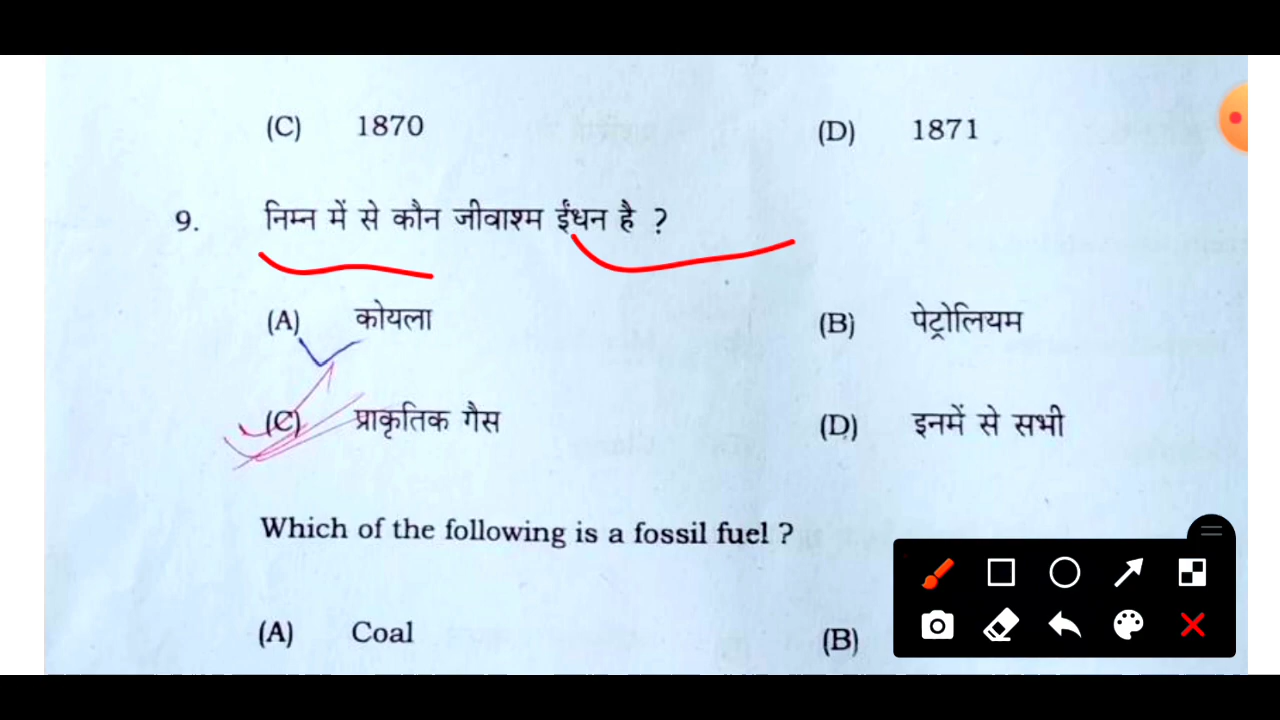 (C) 1870 (D) 1871
9. निम्न में से कौन जीवाश्म ईंधन है ?
(A) कोयला (B) पेट्रोलियम
(C) प्राकृतिक गैस (D) इनमें से सभी
Which of the following is a fossil fuel ?
(A) Coal (B)